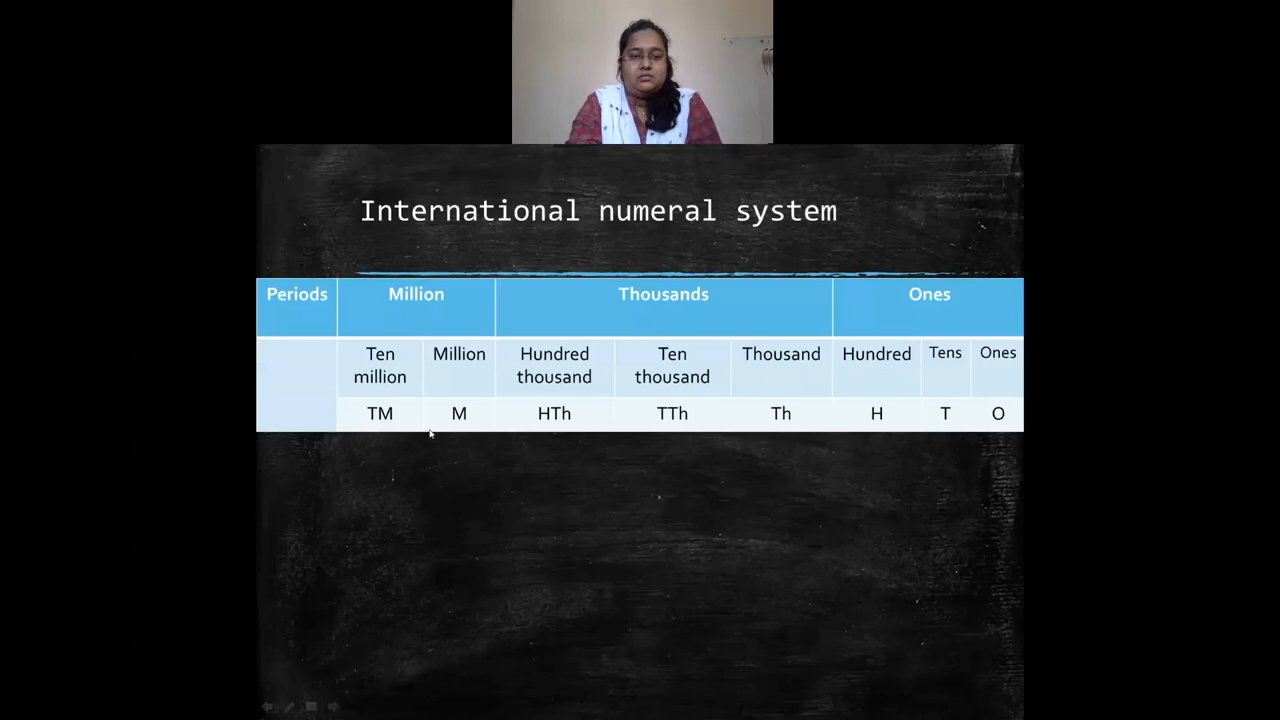 International numeral system
Periods Million Thousands Ones
Ten million Million Hundred thousand Ten thousand Thousand Hundred Tens Ones
TM M HTh TTh Th H T O